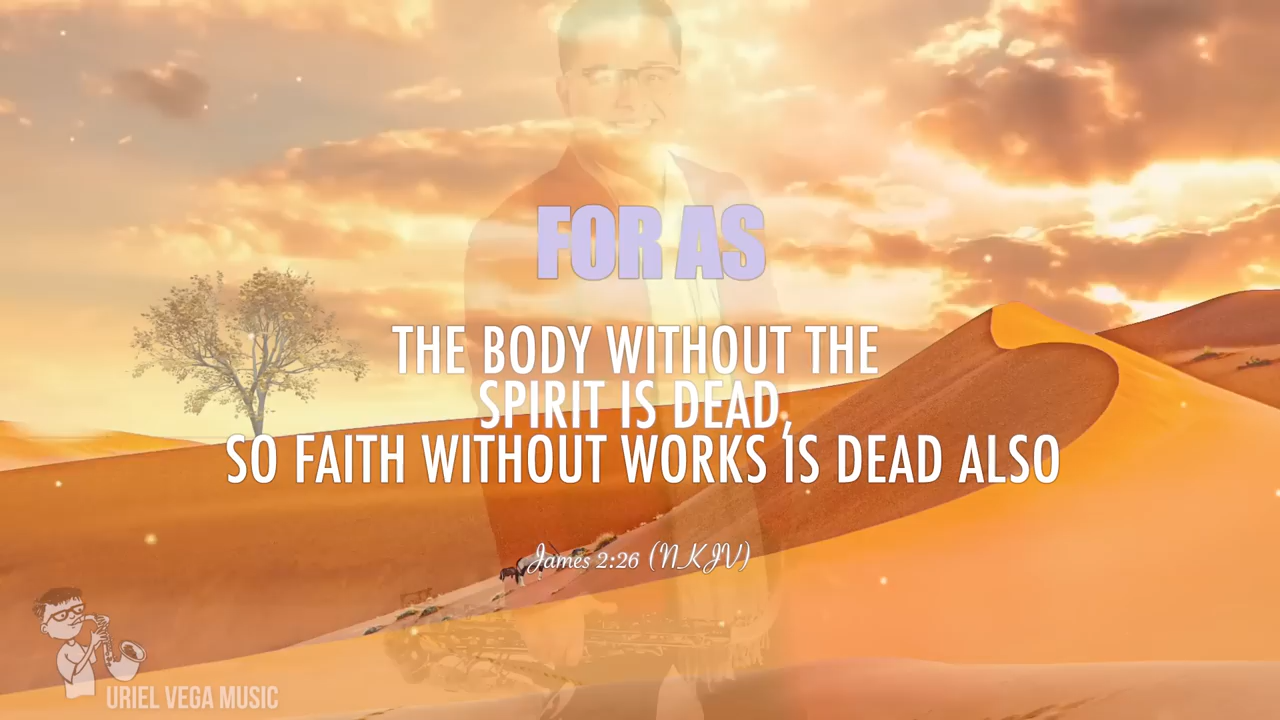 FOR AS
THE BODY WITHOUT THE
SPIRIT IS DEAD,
SO FAITH WITHOUT WORKS IS DEAD ALSO
James 2:26 (NKJV)
URIEL VEGA MUSIC